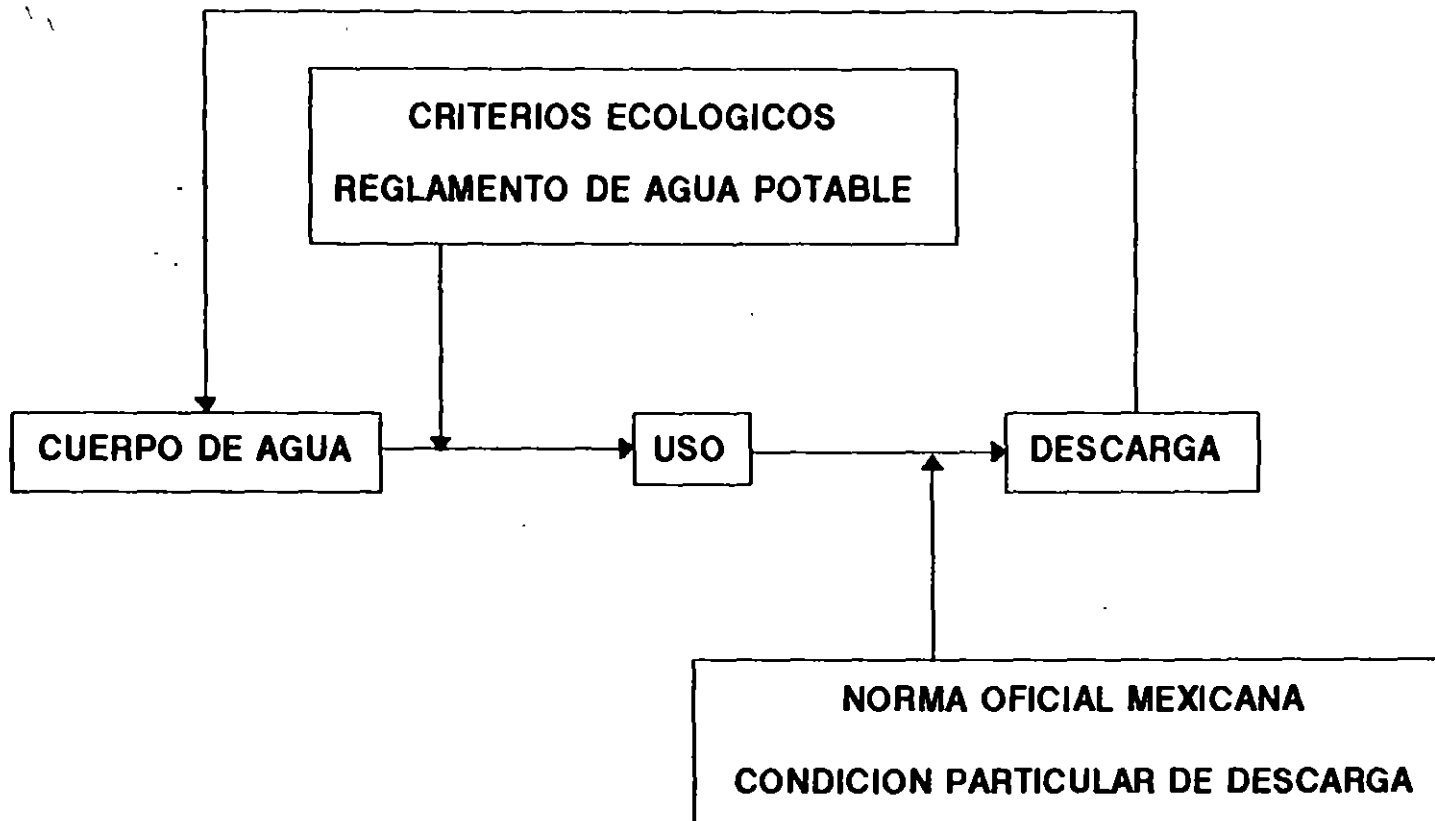 CRITERIOS ECOLOGICOS
REGLAMENTO DE AGUA POTABLE
CUERPO DE AGUA
USO
DESCARGA
NORMA OFICIAL MEXICANA
CONDICION PARTICULAR DE DESCARGA